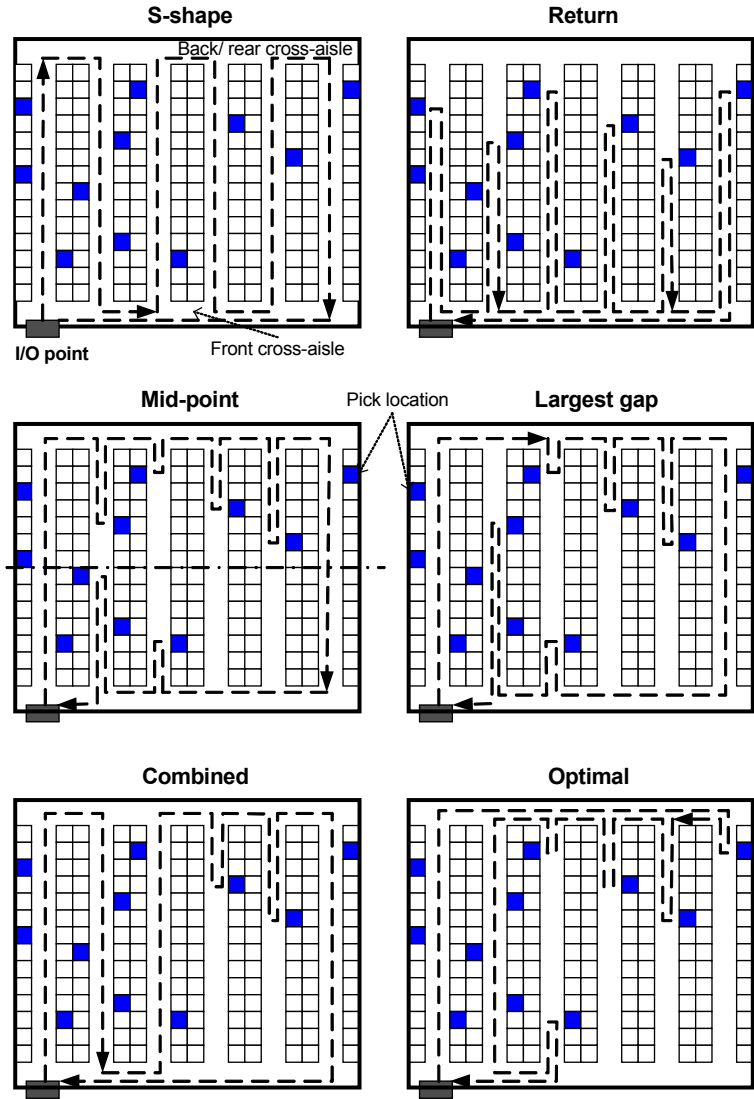 S-shape
Return
Back/ rear cross-aisle
I/O point
Front cross-aisle
Mid-point
Pick location
Largest gap
Combined
Optimal